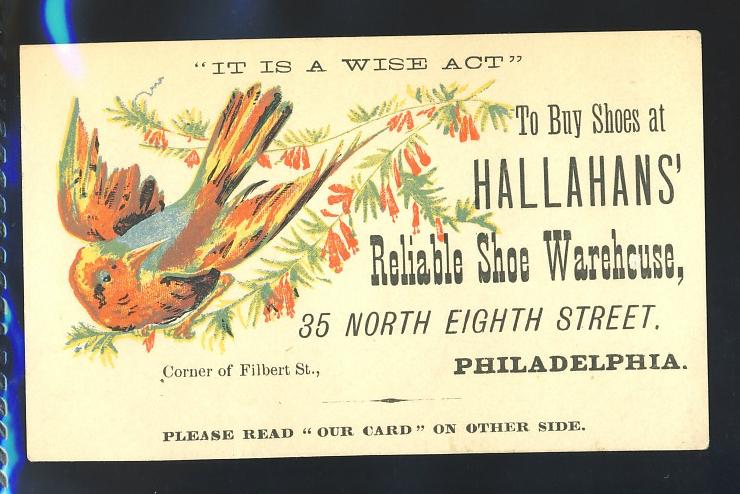 "IT IS A WISE ACT"
To Buy Shoes at
HALLAHANS'
Reliable Shoe Warehouse,
35 NORTH EIGHTH STREET.
Corner of Filbert St., PHILADELPHIA.
PLEASE READ "OUR CARD" ON OTHER SIDE.